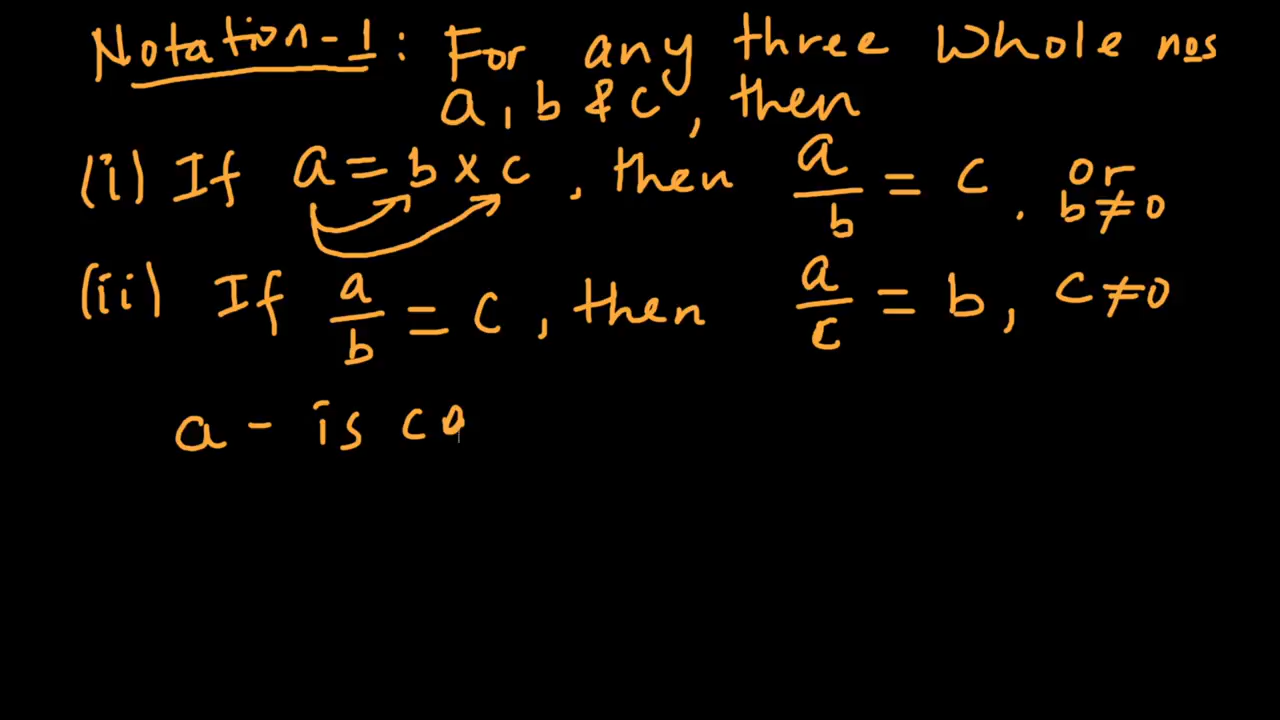 Notation-1: For any three Whole nos
a, b & c, then
(i) If a = b × c, then a/b = c. or b ≠ 0
(ii) If a/b = c, then a/c = b, c ≠ 0
a - is co